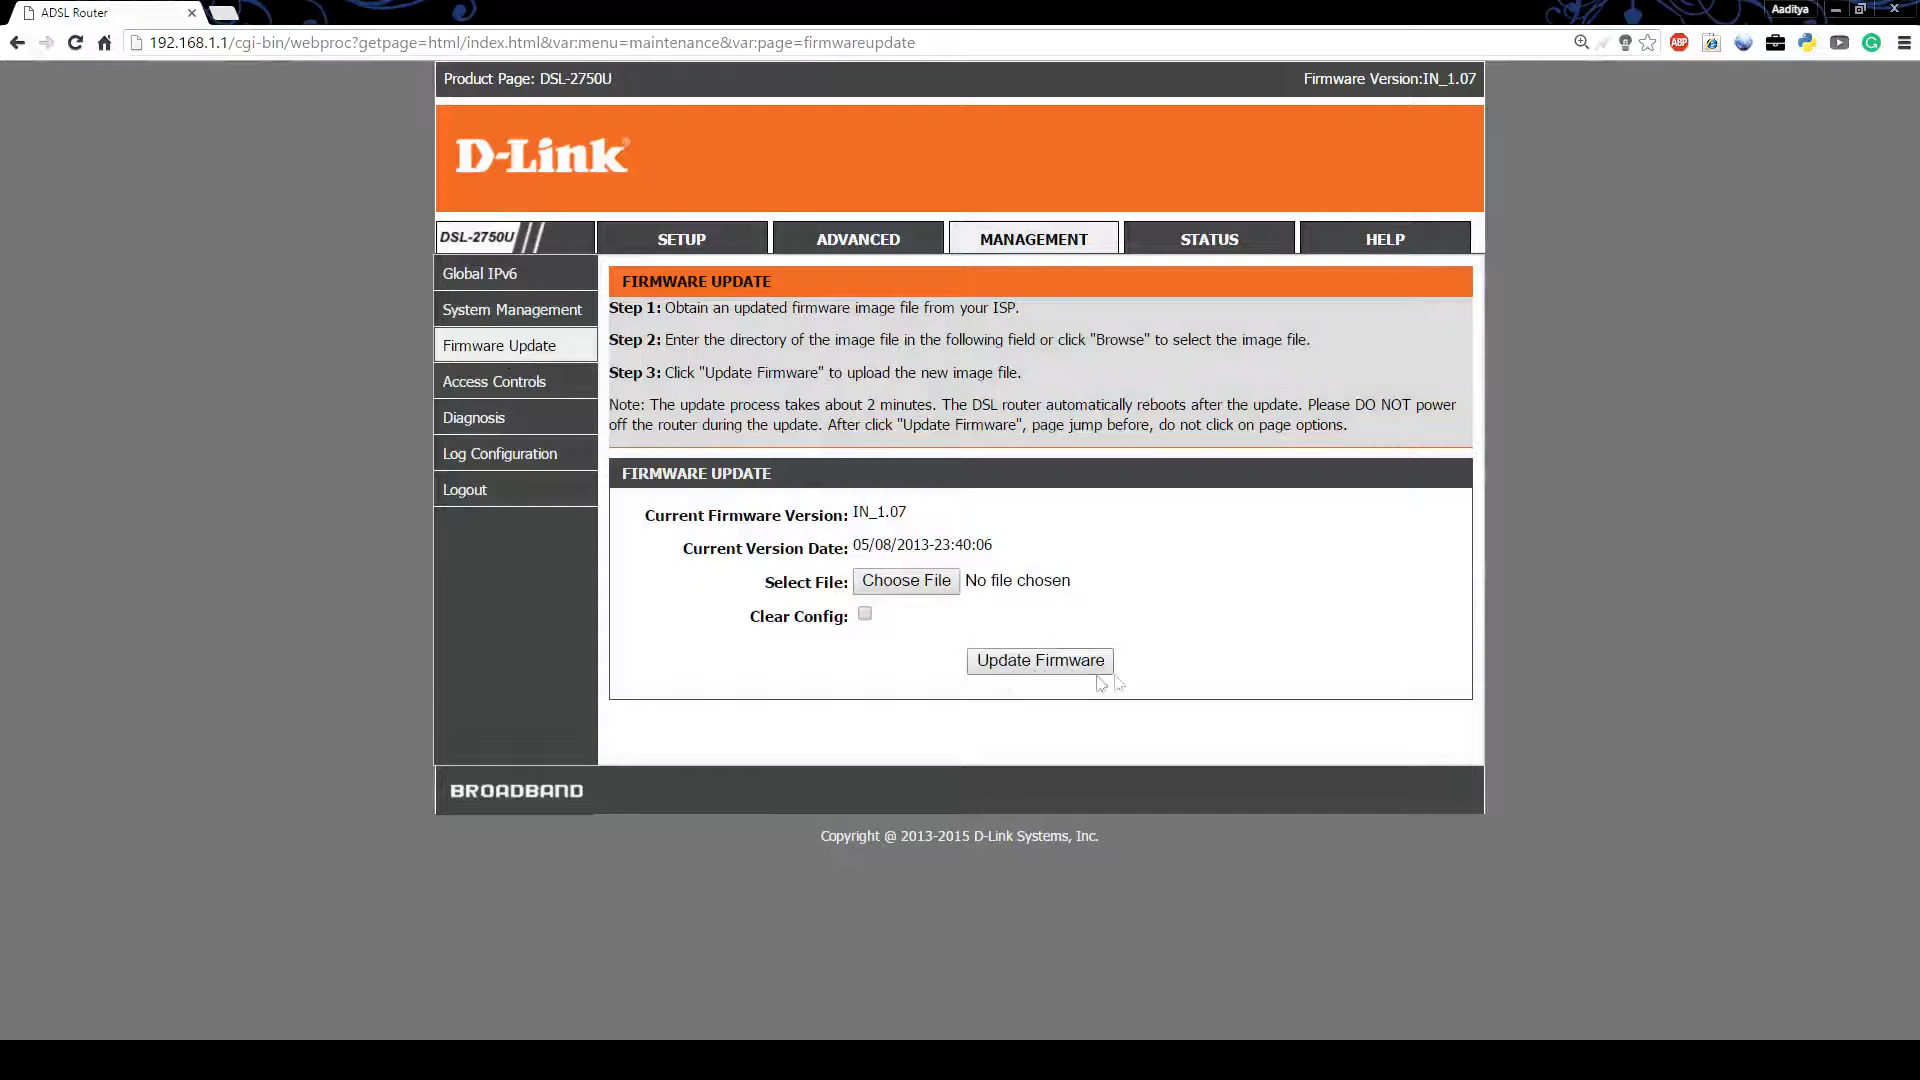 ADSL Router
Aaditya
192.168.1.1/cgi-bin/webproc?getpage=html/index.html&var:menu=maintenance&var:page=firmwareupdate
ABP
Product Page: DSL-2750U
Firmware Version:IN_1.07
D-Link
DSL-2750U
SETUP
ADVANCED
MANAGEMENT
STATUS
HELP
Global IPv6
System Management
Firmware Update
Access Controls
Diagnosis
Log Configuration
Logout
FIRMWARE UPDATE
Step 1: Obtain an updated firmware image file from your ISP.
Step 2: Enter the directory of the image file in the following field or click "Browse" to select the image file.
Step 3: Click "Update Firmware" to upload the new image file.
Note: The update process takes about 2 minutes. The DSL router automatically reboots after the update. Please DO NOT power
off the router during the update. After click "Update Firmware", page jump before, do not click on page options.
FIRMWARE UPDATE
Current Firmware Version: IN_1.07
Current Version Date: 05/08/2013-23:40:06
Select File: Choose File No file chosen
Clear Config:
Update Firmware
BROADBAND
Copyright @ 2013-2015 D-Link Systems, Inc.